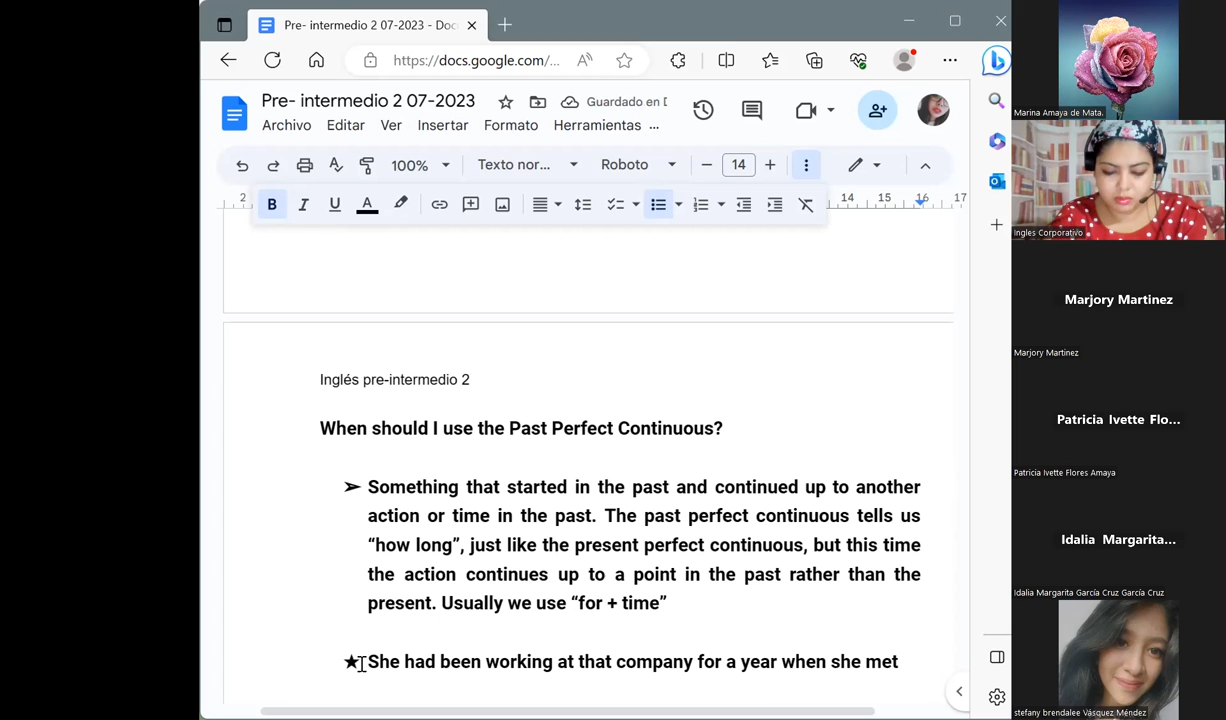 Pre- intermedio 2 07-2023 - Doc
https://docs.google.com/...
Pre- intermedio 2 07-2023
Guardado en D
Archivo Editar Ver Insertar Formato Herramientas ...
100% Texto nor... Roboto 14
2 14 15 16 17
Inglés pre-intermedio 2
When should I use the Past Perfect Continuous?
➢ Something that started in the past and continued up to another
action or time in the past. The past perfect continuous tells us
“how long”, just like the present perfect continuous, but this time
the action continues up to a point in the past rather than the
present. Usually we use “for + time”
★ She had been working at that company for a year when she met
Marina Amaya de Mata.
Ingles Corporativo
Marjory Martinez
Marjory Martinez
Patricia Ivette Flo...
Patricia Ivette Flores Amaya
Idalia Margarita...
Idalia Margarita García Cruz García Cruz
stefany brendalee Vásquez Méndez